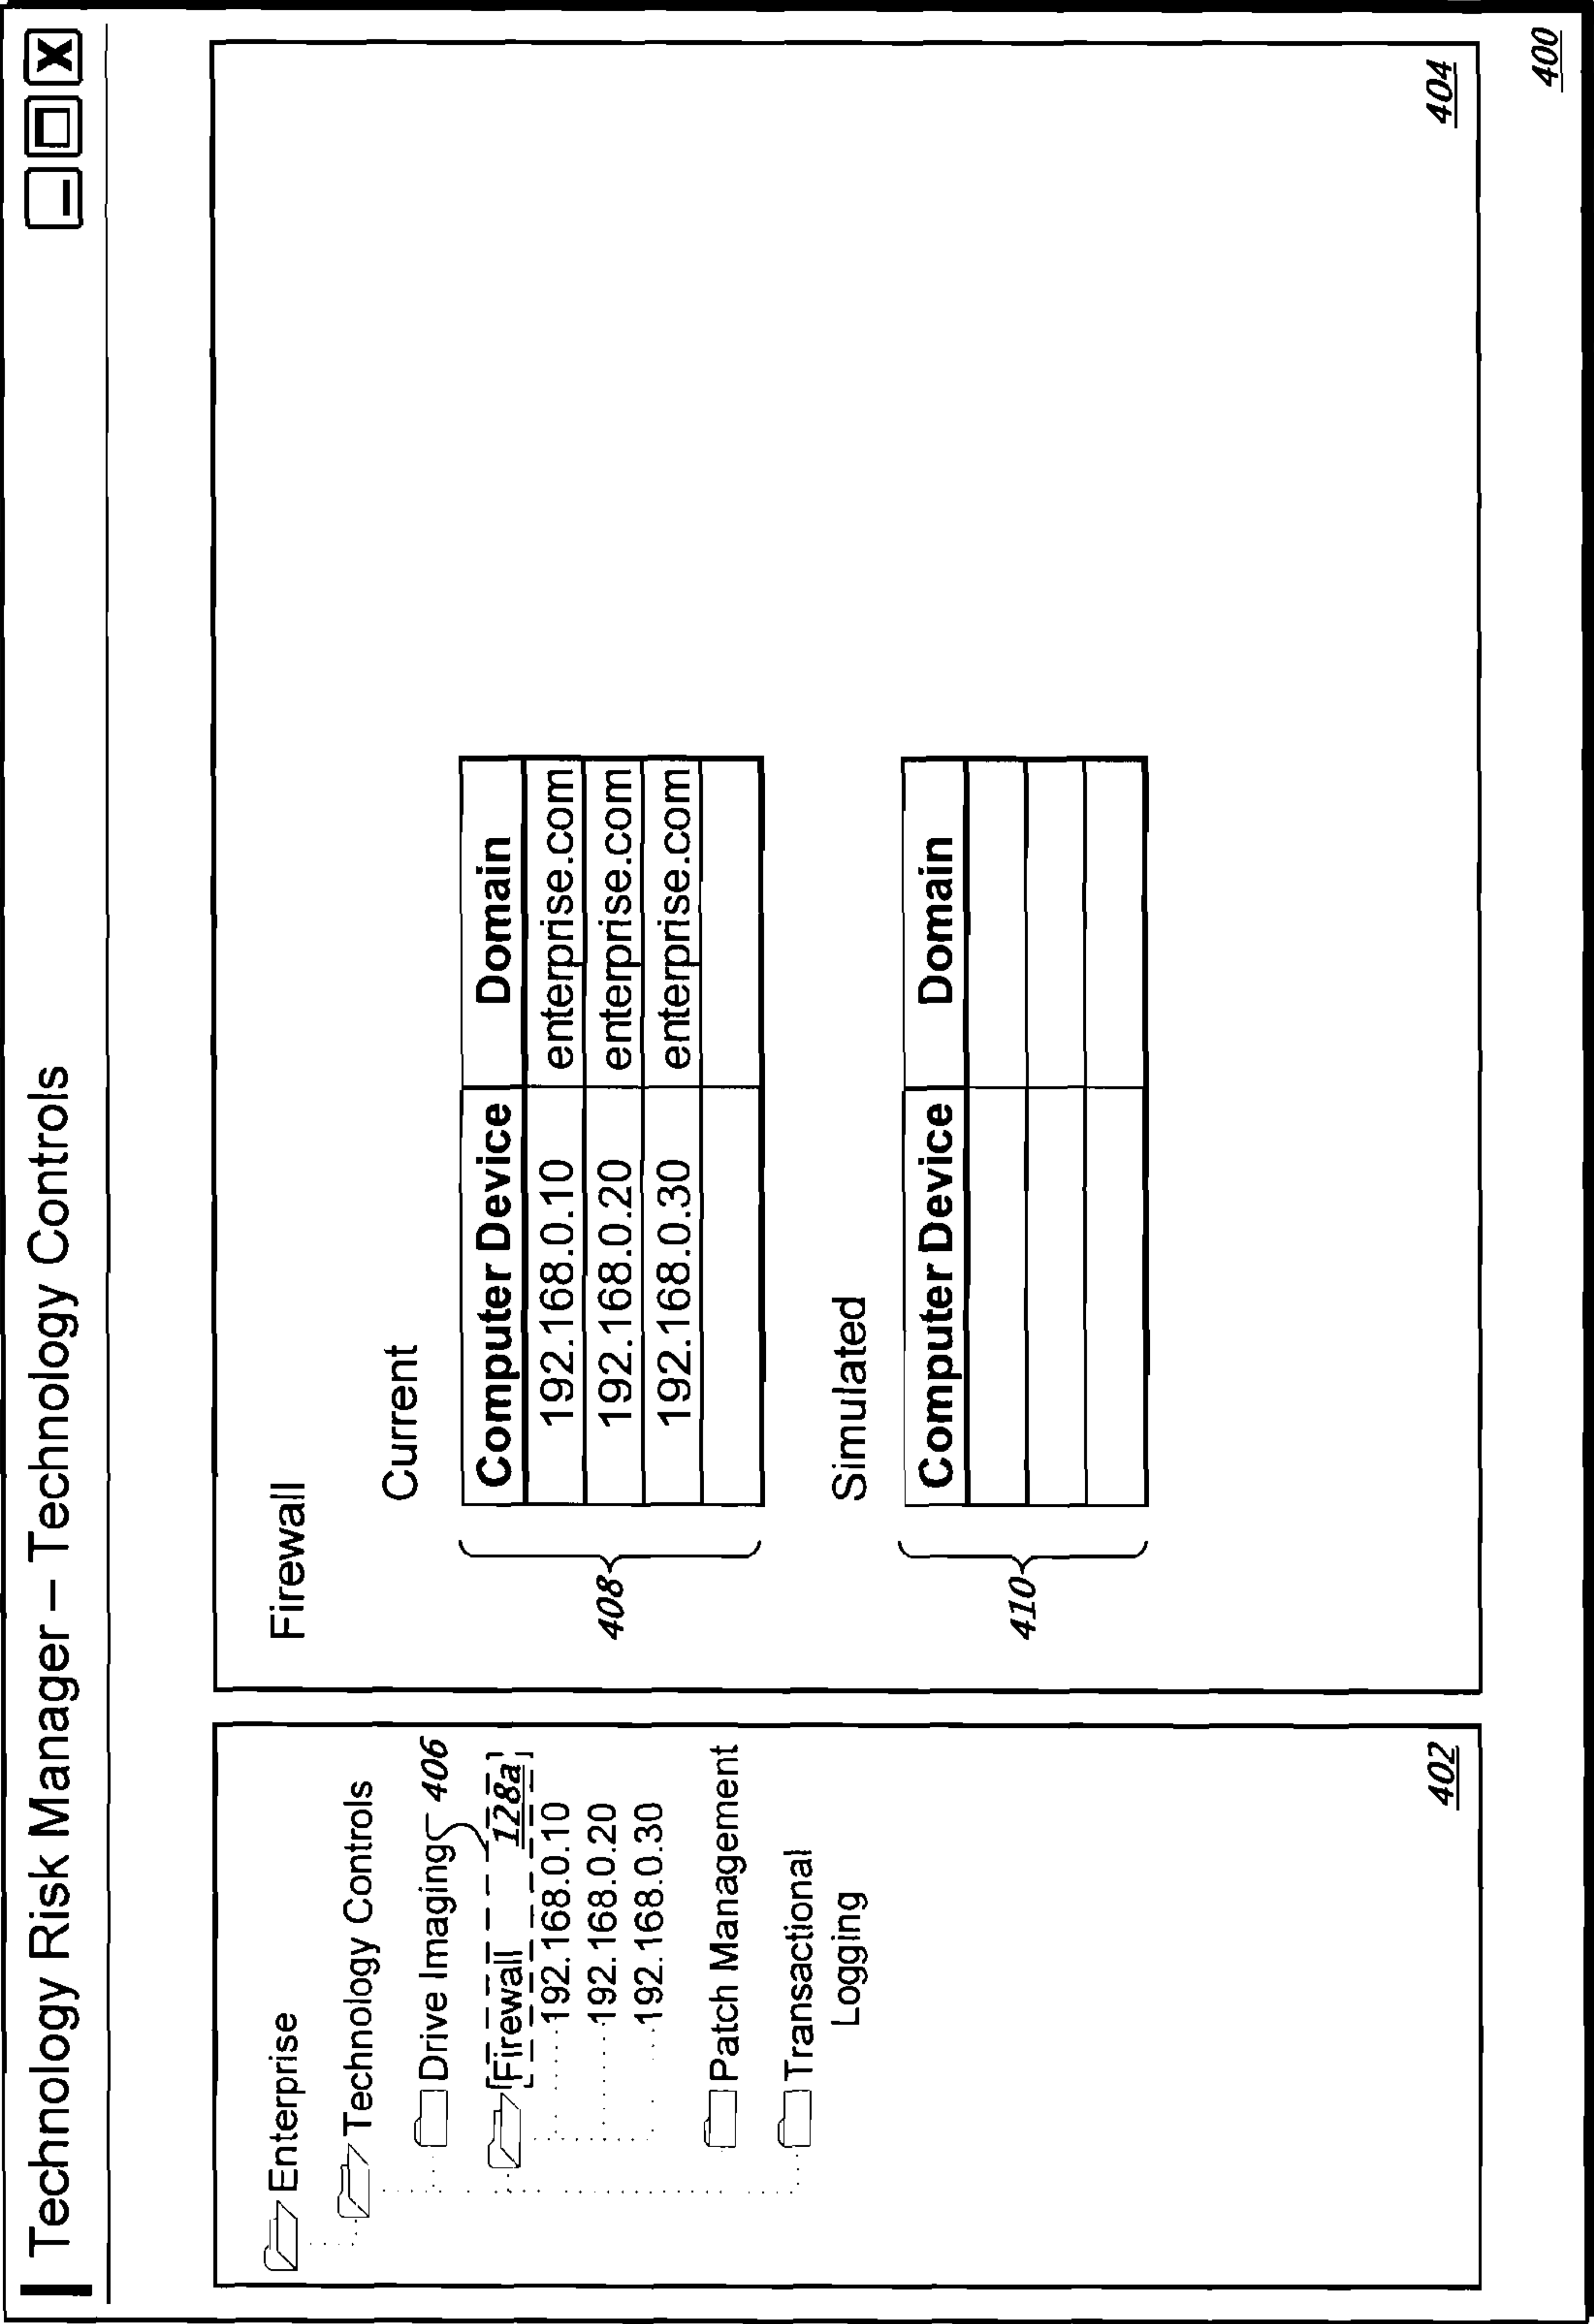 Technology Risk Manager – Technology Controls
Enterprise
Technology Controls
Drive Imaging
406
Firewall 128a
192.168.0.10
192.168.0.20
192.168.0.30
Patch Management
Transactional
Logging
402
Firewall
Current
408
Computer Device Domain
192.168.0.10 enterprise.com
192.168.0.20 enterprise.com
192.168.0.30 enterprise.com
Simulated
410
Computer Device Domain
404
400